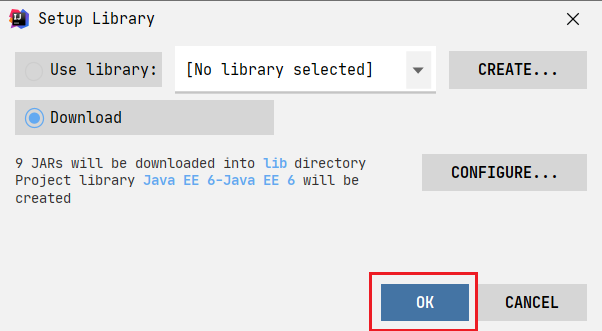 Setup Library
Use library: [No library selected] CREATE...
Download
9 JARs will be downloaded into lib directory
Project library Java EE 6-Java EE 6 will be
created
CONFIGURE...
OK CANCEL